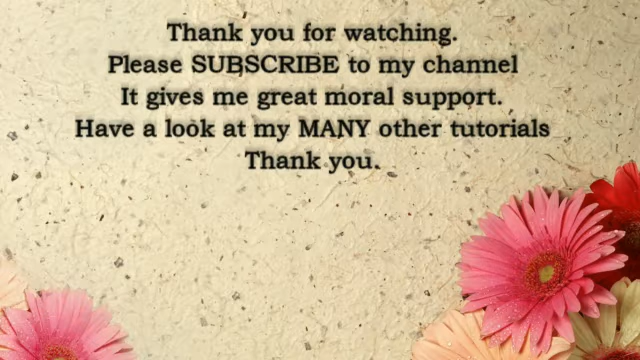 Thank you for watching.
Please SUBSCRIBE to my channel
It gives me great moral support.
Have a look at my MANY other tutorials
Thank you.